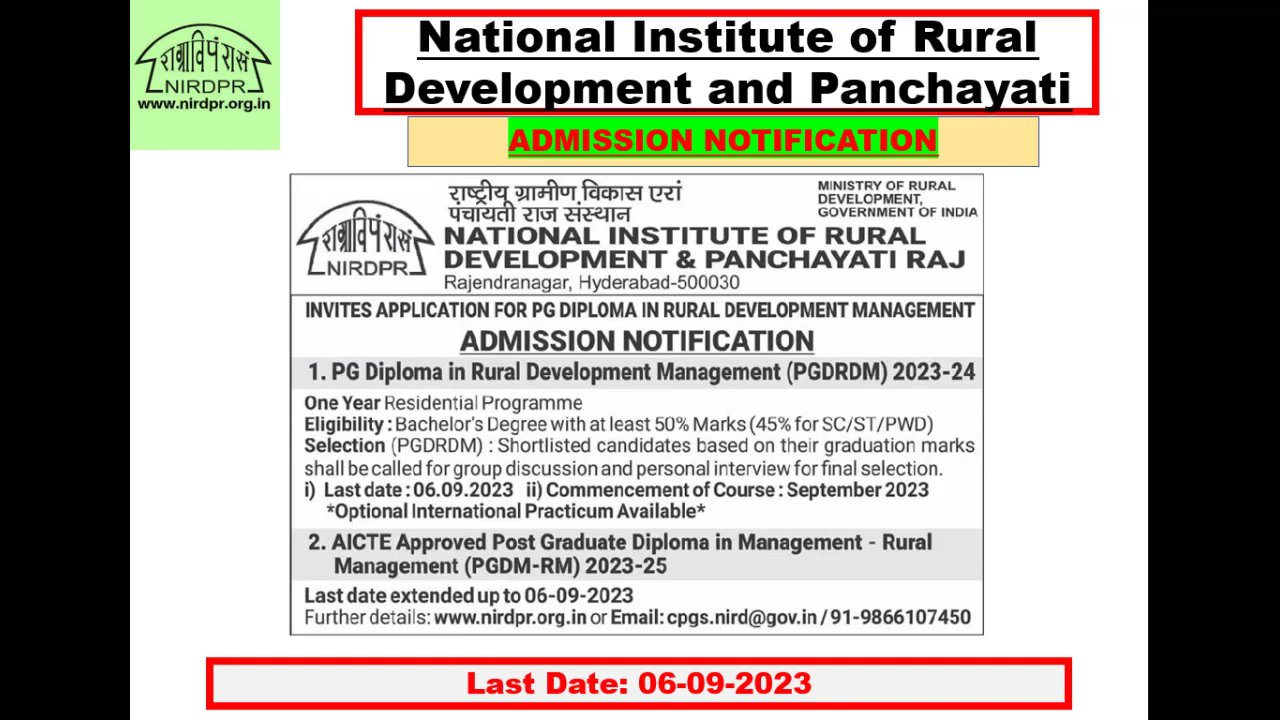 राग्राविपंरासं
NIRDPR
www.nirdpr.org.in
National Institute of Rural
Development and Panchayati
ADMISSION NOTIFICATION
राग्राविपंरासं
NIRDPR
राष्ट्रीय ग्रामीण विकास एरां
पंचायती राज संस्थान
MINISTRY OF RURAL
DEVELOPMENT,
GOVERNMENT OF INDIA
NATIONAL INSTITUTE OF RURAL
DEVELOPMENT & PANCHAYATI RAJ
Rajendranagar, Hyderabad-500030
INVITES APPLICATION FOR PG DIPLOMA IN RURAL DEVELOPMENT MANAGEMENT
ADMISSION NOTIFICATION
1. PG Diploma in Rural Development Management (PGDRDM) 2023-24
One Year Residential Programme
Eligibility : Bachelor's Degree with at least 50% Marks (45% for SC/ST/PWD)
Selection (PGDRDM) : Shortlisted candidates based on their graduation marks
shall be called for group discussion and personal interview for final selection.
i) Last date : 06.09.2023 ii) Commencement of Course : September 2023
*Optional International Practicum Available*
2. AICTE Approved Post Graduate Diploma in Management - Rural
Management (PGDM-RM) 2023-25
Last date extended up to 06-09-2023
Further details: www.nirdpr.org.in or Email: cpgs.nird@gov.in / 91-9866107450
Last Date: 06-09-2023